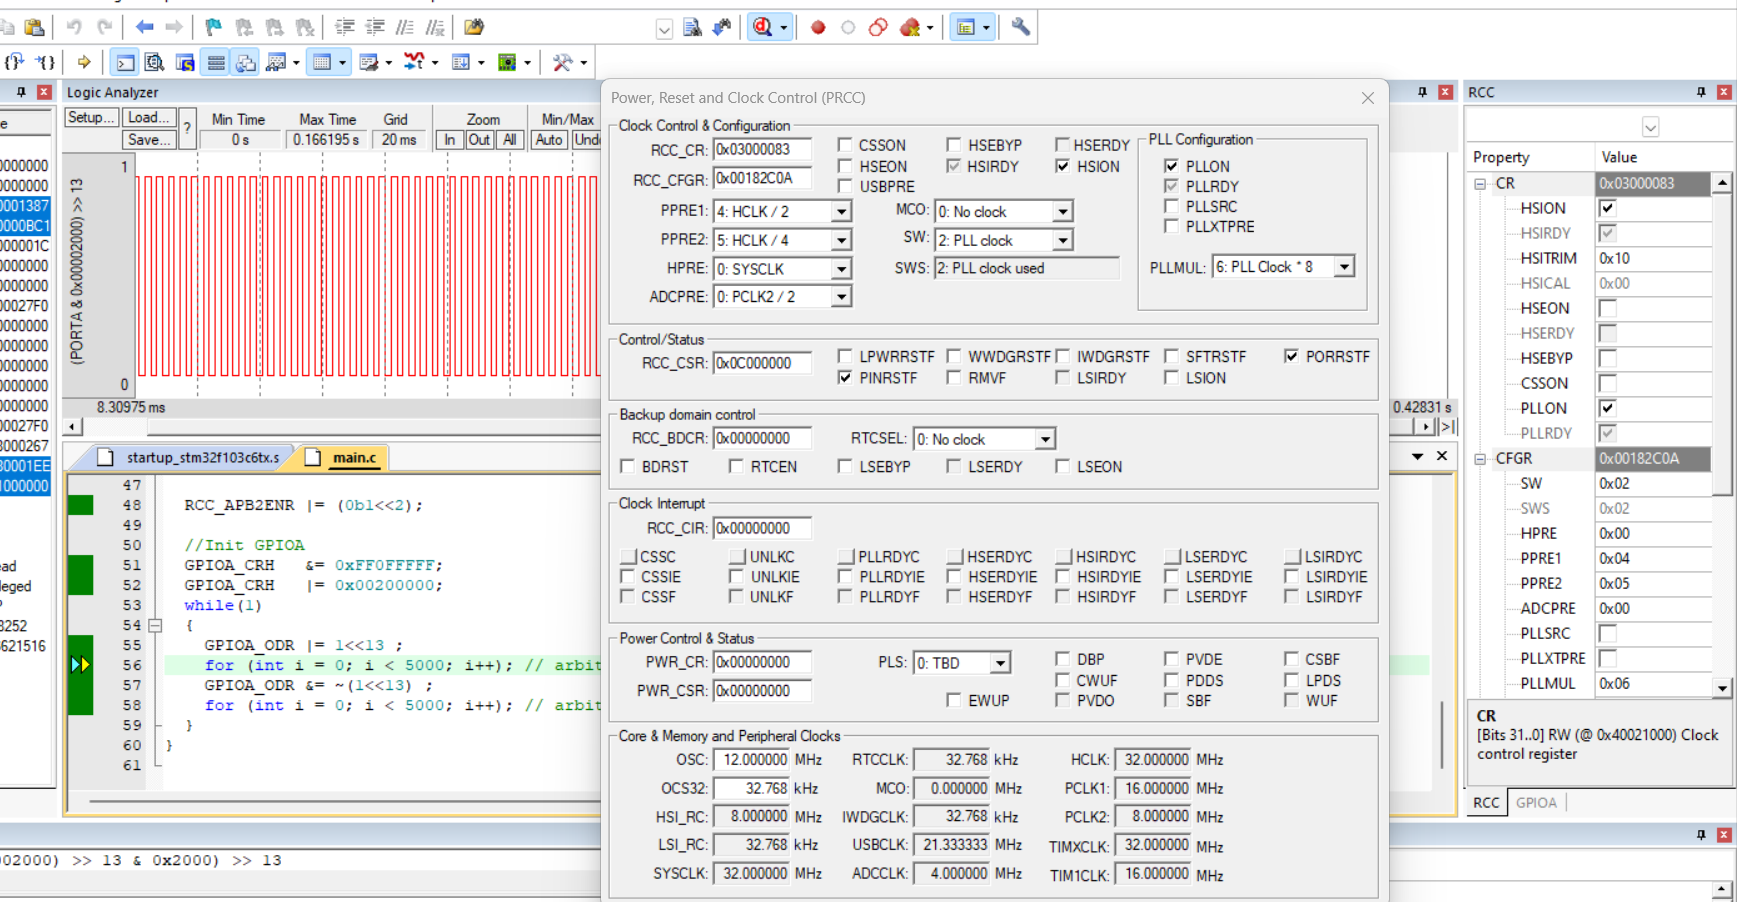 Logic Analyzer
Setup... Load... ? Min Time Max Time Grid Zoom Min/Max
Save... 0 s 0.166195 s 20 ms In Out All Auto Undo
1
(PORTA & 0x00002000) >> 13
0
8.30975 ms
0.42831 s
0000000
0000000
0001387
0000BC1
000001C
0000000
0000000
00027F0
0000000
0000000
0000000
0000000
0000000
00027F0
8000267
80001EE
1000000
ead
leged
8252
6621516
startup_stm32f103c6tx.s main.c
47
48 RCC_APB2ENR |= (0b1<<2);
49
50 //Init GPIOA
51 GPIOA_CRH &= 0xFF0FFFFF;
52 GPIOA_CRH |= 0x00200000;
53 while(1)
54 {
55 GPIOA_ODR |= 1<<13 ;
56 for (int i = 0; i < 5000; i++); // arbit
57 GPIOA_ODR &= ~(1<<13) ;
58 for (int i = 0; i < 5000; i++); // arbit
59 }
60 }
61
002000) >> 13 & 0x2000) >> 13
Power, Reset and Clock Control (PRCC)
Clock Control & Configuration
RCC_CR: 0x03000083 CSSON HSEBYP HSERDY
HSEON HSIRDY HSION
RCC_CFGR: 0x00182C0A USBPRE
PPRE1: 4: HCLK / 2 MCO: 0: No clock
PPRE2: 5: HCLK / 4 SW: 2: PLL clock
HPRE: 0: SYSCLK SWS: 2: PLL clock used
ADCPRE: 0: PCLK2 / 2
PLL Configuration
PLLON
PLLRDY
PLLSRC
PLLXTPRE
PLLMUL: 6: PLL Clock * 8
Control/Status
RCC_CSR: 0x0C000000 LPWRRSTF WWDGRSTF IWDGRSTF SFTRSTF PORRSTF
PINRSTF RMVF LSIRDY LSION
Backup domain control
RCC_BDCR: 0x00000000 RTCSEL: 0: No clock
BDRST RTCEN LSEBYP LSERDY LSEON
Clock Interrupt
RCC_CIR: 0x00000000
CSSC UNLKC PLLRDYC HSERDYC HSIRDYC LSERDYC LSIRDYC
CSSIE UNLKIE PLLRDYIE HSERDYIE HSIRDYIE LSERDYIE LSIRDYIE
CSSF UNLKF PLLRDYF HSERDYF HSIRDYF LSERDYF LSIRDYF
Power Control & Status
PWR_CR: 0x00000000 PLS: 0: TBD DBP PVDE CSBF
CWUF PDDS LPDS
PWR_CSR: 0x00000000 EWUP PVDO SBF WUF
Core & Memory and Peripheral Clocks
OSC: 12.000000 MHz RTCCLK: 32.768 kHz HCLK: 32.000000 MHz
OCS32: 32.768 kHz MCO: 0.000000 MHz PCLK1: 16.000000 MHz
HSI_RC: 8.000000 MHz IWDGCLK: 32.768 kHz PCLK2: 8.000000 MHz
LSI_RC: 32.768 kHz USBCLK: 21.333333 MHz TIMXCLK: 32.000000 MHz
SYSCLK: 32.000000 MHz ADCCLK: 4.000000 MHz TIM1CLK: 16.000000 MHz
RCC
Property Value
CR 0x03000083
HSION
HSIRDY
HSITRIM 0x10
HSICAL 0x00
HSEON
HSERDY
HSEBYP
CSSON
PLLON
PLLRDY
CFGR 0x00182C0A
SW 0x02
SWS 0x02
HPRE 0x00
PPRE1 0x04
PPRE2 0x05
ADCPRE 0x00
PLLSRC
PLLXTPRE
PLLMUL 0x06
CR
[Bits 31..0] RW (@ 0x40021000) Clock
control register
RCC GPIOA